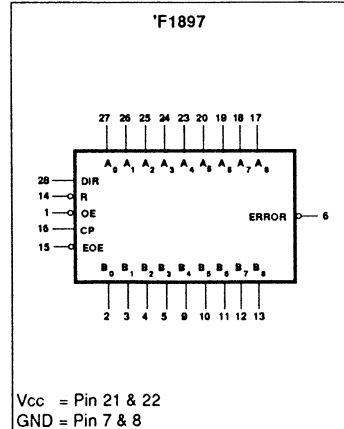 'F1897
27 26 25 24 23 20 19 18 17
A0 A1 A2 A3 A4 A5 A6 A7 A8
28 DIR
14 R
1 OE
ERROR 6
16 CP
15 EOE
B0 B1 B2 B3 B4 B5 B6 B7 B8
2 3 4 5 9 10 11 12 13
Vcc = Pin 21 & 22
GND = Pin 7 & 8